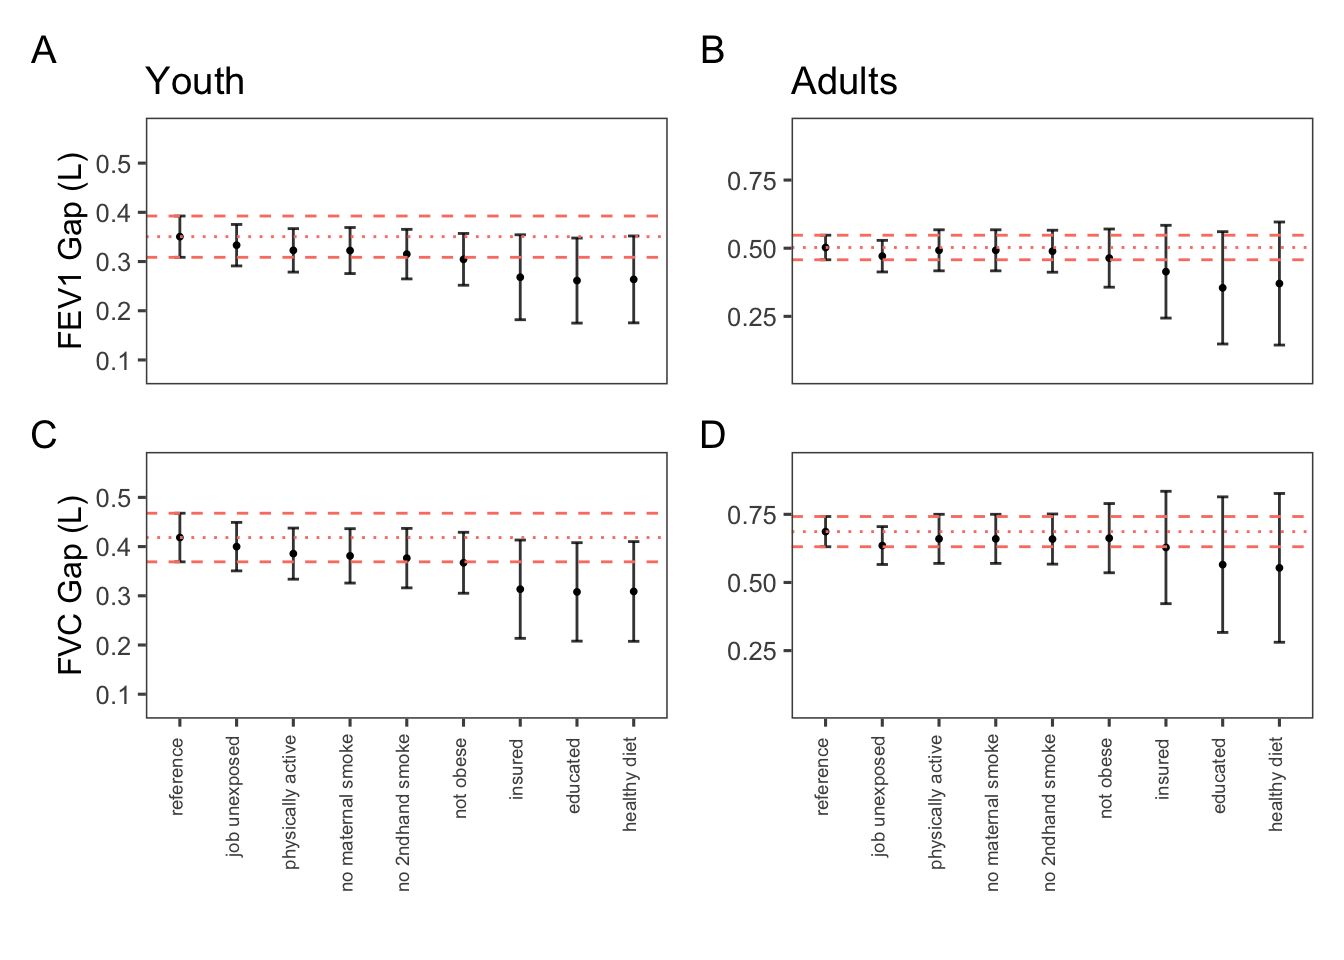 A
B
Youth
Adults
FEV1 Gap (L)
0.5
0.4
0.3
0.2
0.1
0.75
0.50
0.25
C
D
FVC Gap (L)
0.5
0.4
0.3
0.2
0.1
0.75
0.50
0.25
reference
job unexposed
physically active
no maternal smoke
no 2ndhand smoke
not obese
insured
educated
healthy diet
reference
job unexposed
physically active
no maternal smoke
no 2ndhand smoke
not obese
insured
educated
healthy diet